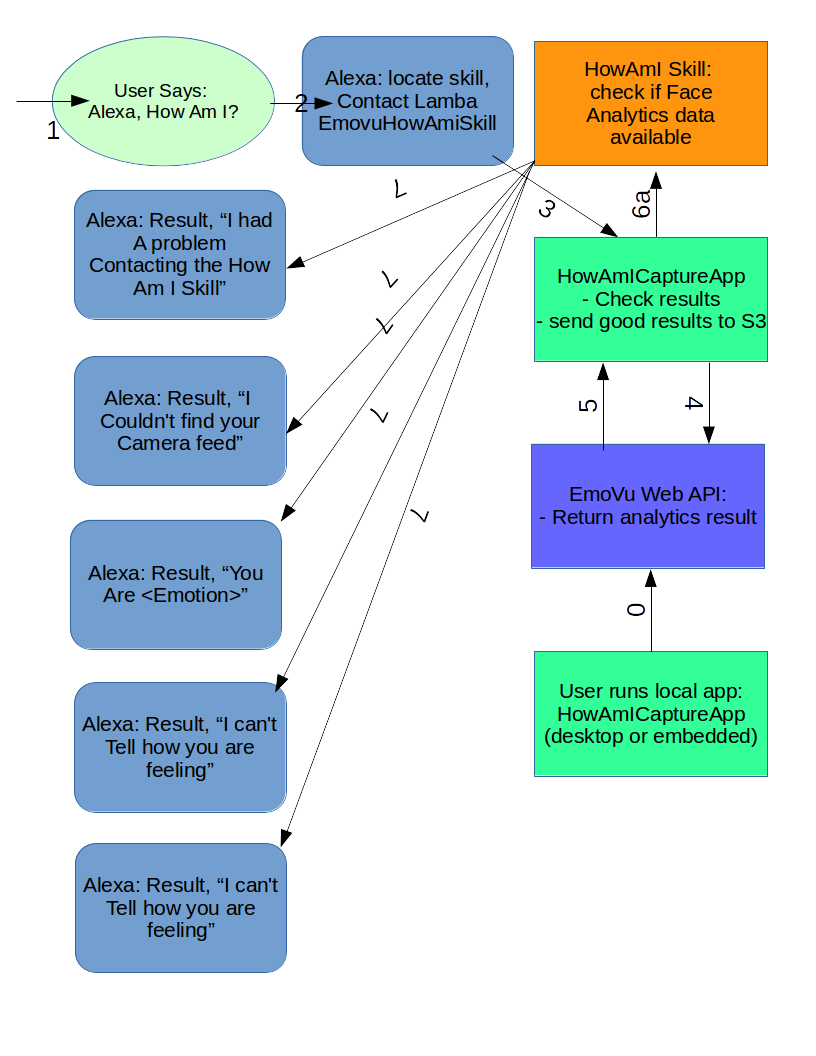 User Says:
Alexa, How Am I?
1
2
Alexa: locate skill,
Contact Lamba
EmovuHowAmiSkill
HowAmI Skill:
check if Face
Analytics data
available
3
6a
7
7
7
7
7
Alexa: Result, “I had
A problem
Contacting the How
Am I Skill”
HowAmICaptureApp
- Check results
- send good results to S3
5
4
Alexa: Result, “I
Couldn't find your
Camera feed”
EmoVu Web API:
- Return analytics result
0
Alexa: Result, “You
Are <Emotion>”
User runs local app:
HowAmICaptureApp
(desktop or embedded)
Alexa: Result, “I can't
Tell how you are
feeling”
Alexa: Result, “I can't
Tell how you are
feeling”